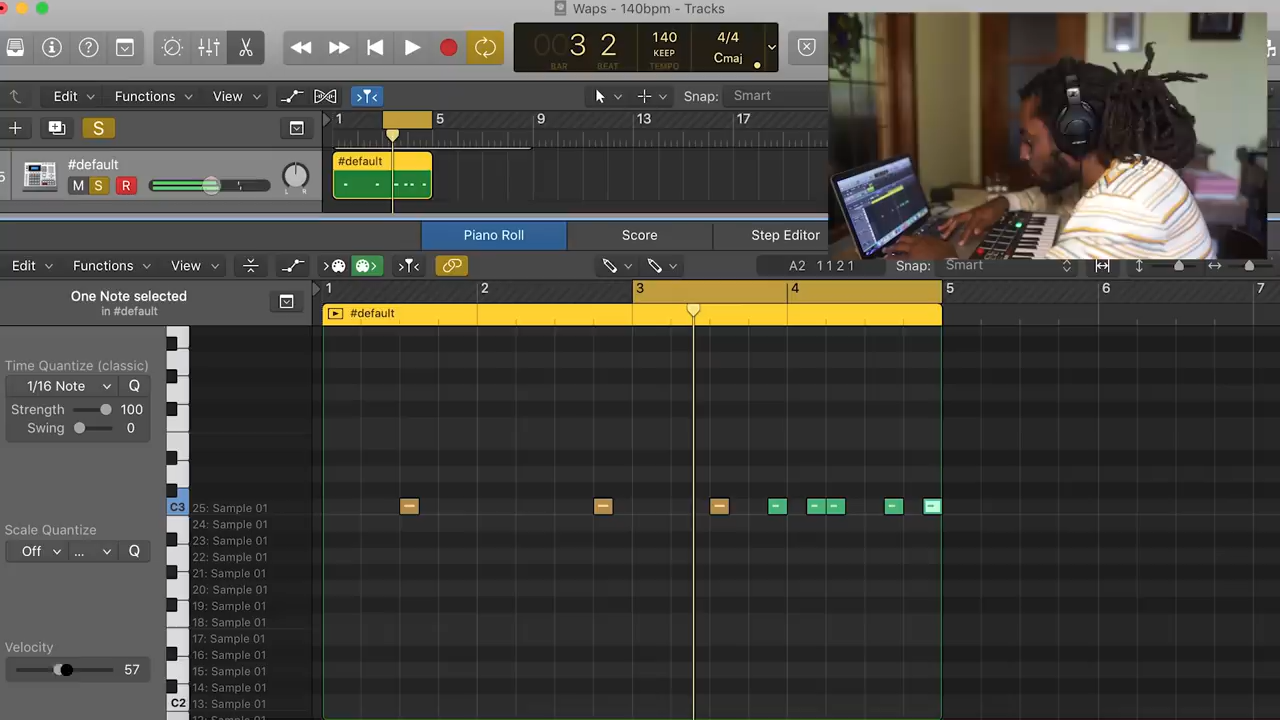 Waps - 140bpm - Tracks
00 3 2 140 4/4
KEEP Cmaj
BAR BEAT TEMPO
Edit Functions View Snap: Smart
S 1 5 9 13 17
#default #default
M S R
L R
Piano Roll Score Step Editor
Edit Functions View A2 1 1 2 1 Snap: Smart
One Note selected
in #default
1 2 3 4 5 6 7
#default
Time Quantize (classic)
1/16 Note Q
Strength 100
Swing 0
C3 25: Sample 01
24: Sample 01
Scale Quantize
23: Sample 01
Off ... Q
22: Sample 01
21: Sample 01
20: Sample 01
19: Sample 01
18: Sample 01
17: Sample 01
Velocity
16: Sample 01
57
15: Sample 01
14: Sample 01
C2 13: Sample 01